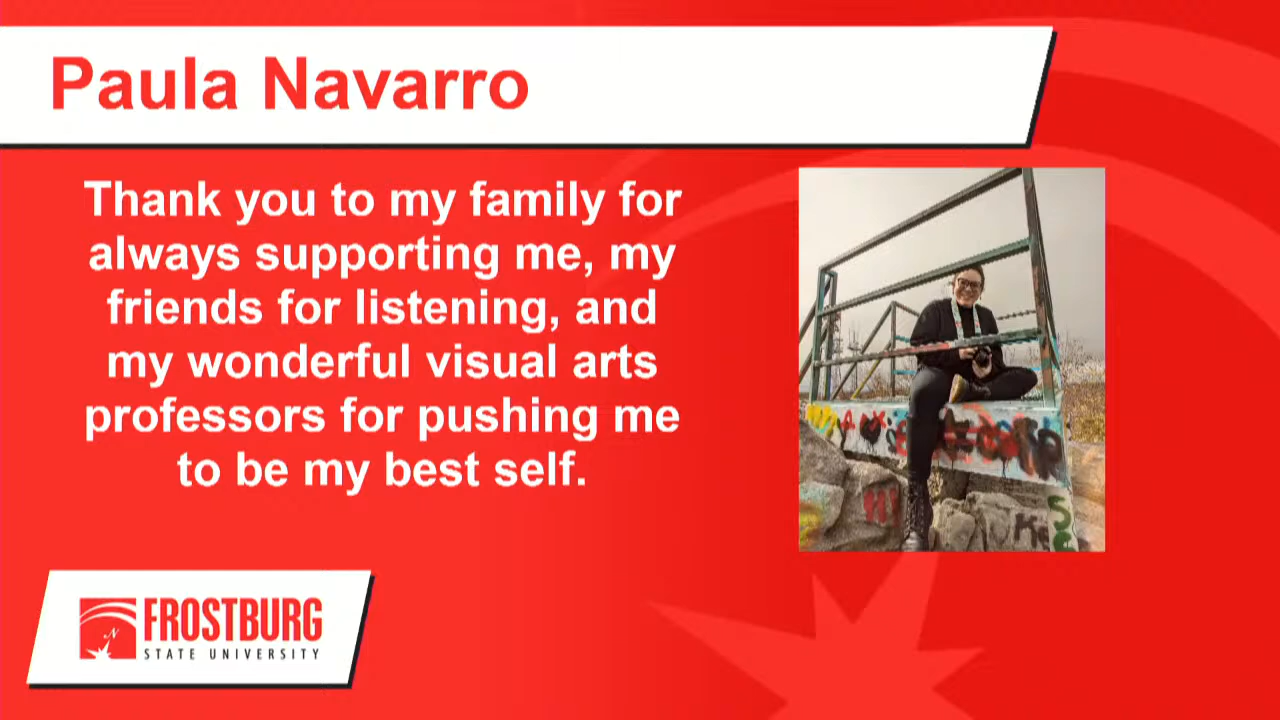 Paula Navarro
Thank you to my family for
always supporting me, my
friends for listening, and
my wonderful visual arts
professors for pushing me
to be my best self.
FROSTBURG
STATE UNIVERSITY